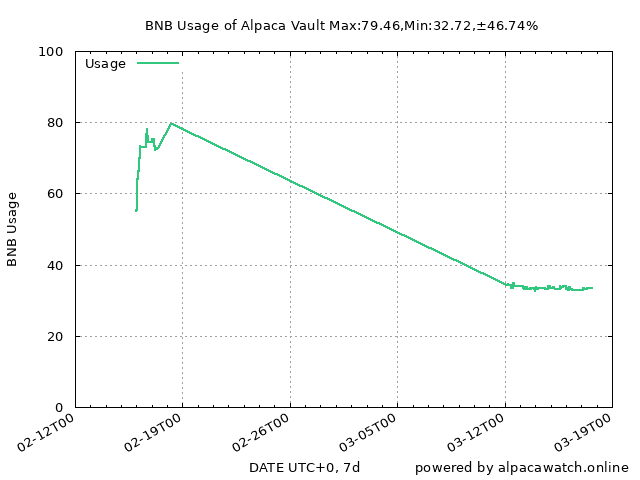 BNB Usage of Alpaca Vault Max:79.46,Min:32.72,±46.74%
Usage
100
80
60
40
20
0
BNB Usage
02-12T00
02-19T00
02-26T00
03-05T00
03-12T00
03-19T00
DATE UTC+0, 7d
powered by alpacawatch.online